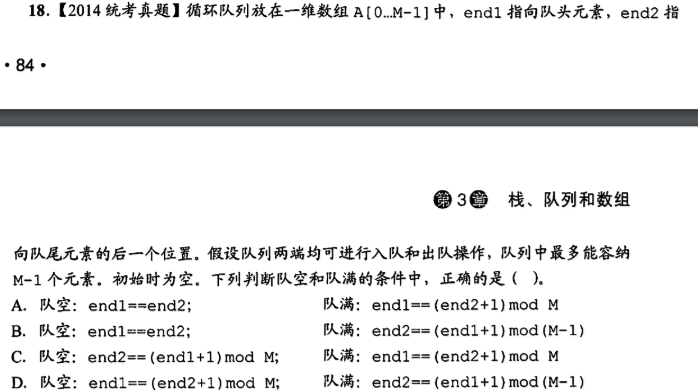 18.【2014 统考真题】循环队列放在一维数组 A[0…M-1]中，end1 指向队头元素，end2 指
· 84 ·
第3章 栈、队列和数组
向队尾元素的后一个位置。假设队列两端均可进行入队和出队操作，队列中最多能容纳
M-1 个元素。初始时为空。下列判断队空和队满的条件中，正确的是（ ）。
A. 队空：end1==end2; 队满：end1==(end2+1)mod M
B. 队空：end1==end2; 队满：end2==(end1+1)mod(M-1)
C. 队空：end2==(end1+1)mod M; 队满：end1==(end2+1)mod M
D. 队空：end1==(end2+1)mod M; 队满：end2==(end1+1)mod(M-1)